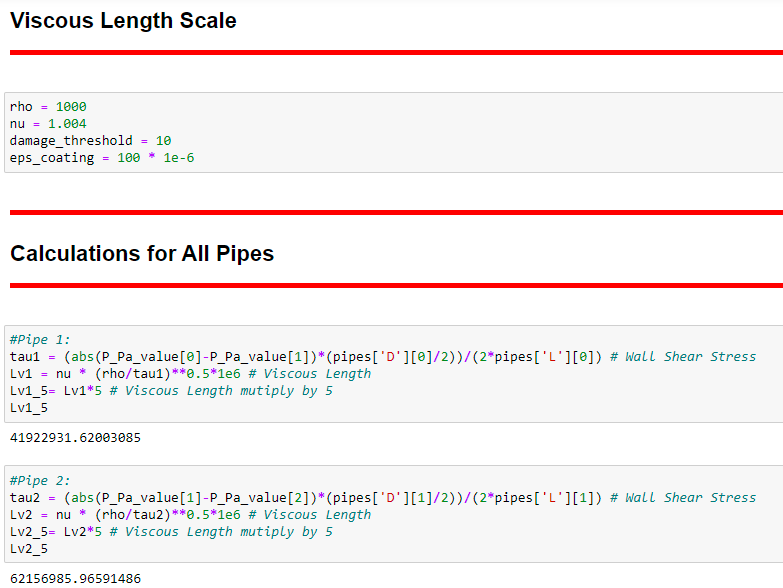 Viscous Length Scale
rho = 1000
nu = 1.004
damage_threshold = 10
eps_coating = 100 * 1e-6
Calculations for All Pipes
#Pipe 1:
tau1 = (abs(P_Pa_value[0]-P_Pa_value[1])*(pipes['D'][0]/2))/(2*pipes['L'][0]) # Wall Shear Stress
Lv1 = nu * (rho/tau1)**0.5*1e6 # Viscous Length
Lv1_5= Lv1*5 # Viscous Length mutiply by 5
Lv1_5
41922931.62003085
#Pipe 2:
tau2 = (abs(P_Pa_value[1]-P_Pa_value[2])*(pipes['D'][1]/2))/(2*pipes['L'][1]) # Wall Shear Stress
Lv2 = nu * (rho/tau2)**0.5*1e6 # Viscous Length
Lv2_5= Lv2*5 # Viscous Length mutiply by 5
Lv2_5
62156985.96591486